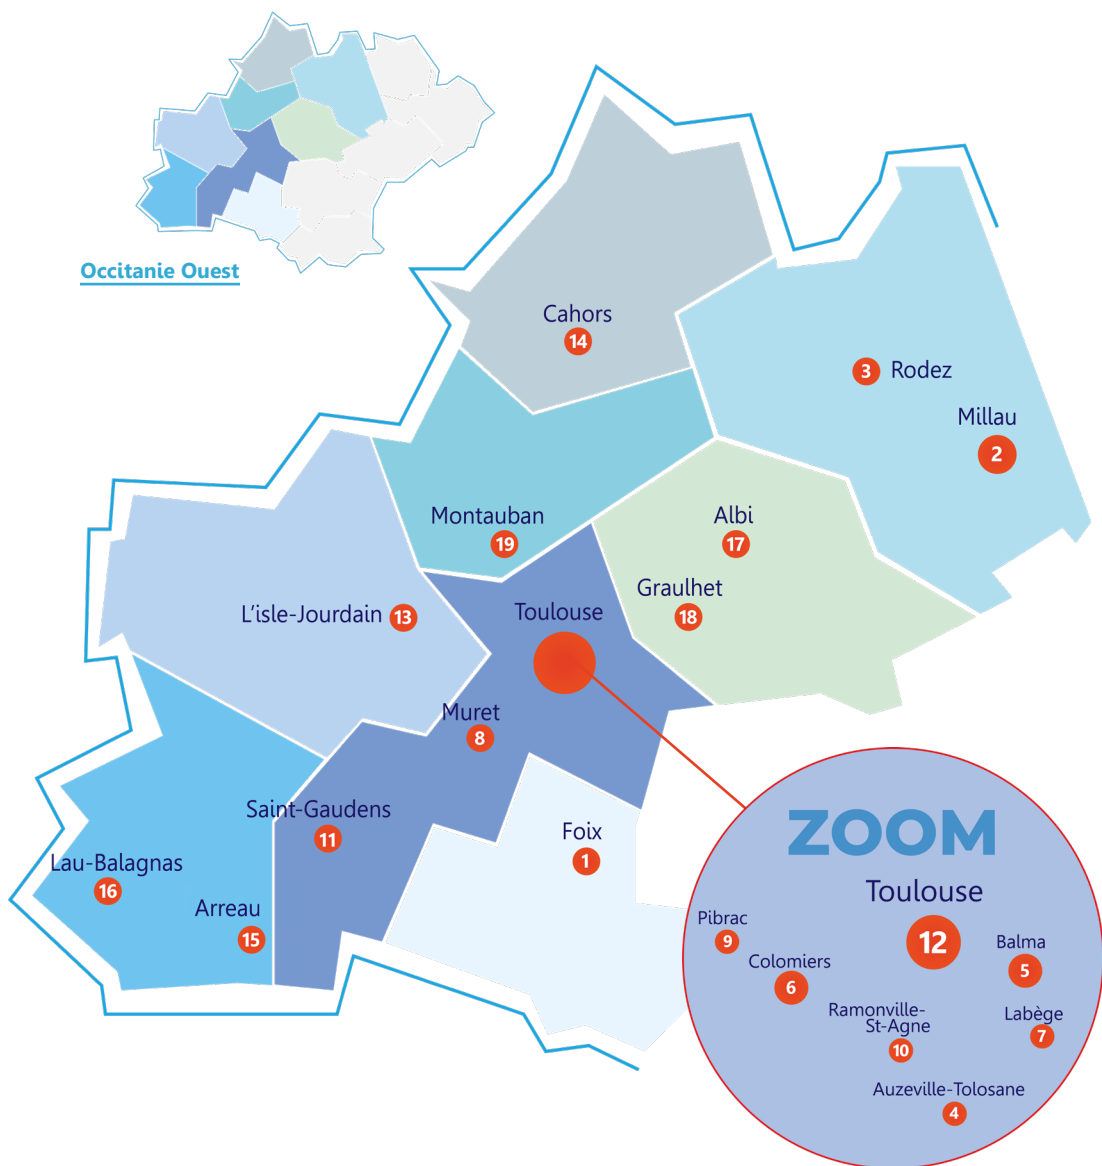 Occitanie Ouest
Cahors
14
3
Rodez
Millau
2
Montauban
19
Albi
17
Graulhet
18
L'isle-Jourdain
13
Toulouse
Muret
8
Saint-Gaudens
11
Foix
1
Lau-Balagnas
16
Arreau
15
ZOOM
Toulouse
12
Pibrac
9
Balma
5
Colomiers
6
Ramonville-
St-Agne
10
Labège
7
Auzeville-Tolosane
4